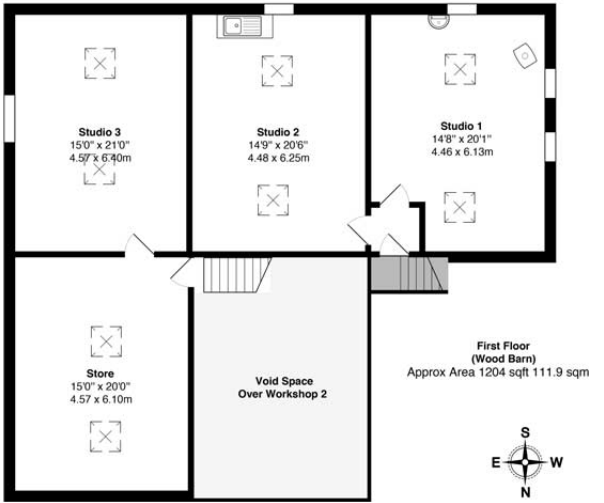 Studio 3
15'0" x 21'0"
4.57 x 6.40m
Studio 2
14'9" x 20'6"
4.48 x 6.25m
Studio 1
14'8" x 20'1"
4.46 x 6.13m
Store
15'0" x 20'0"
4.57 x 6.10m
Void Space
Over Workshop 2
First Floor
(Wood Barn)
Approx Area 1204 sqft 111.9 sqm
S
E W
N